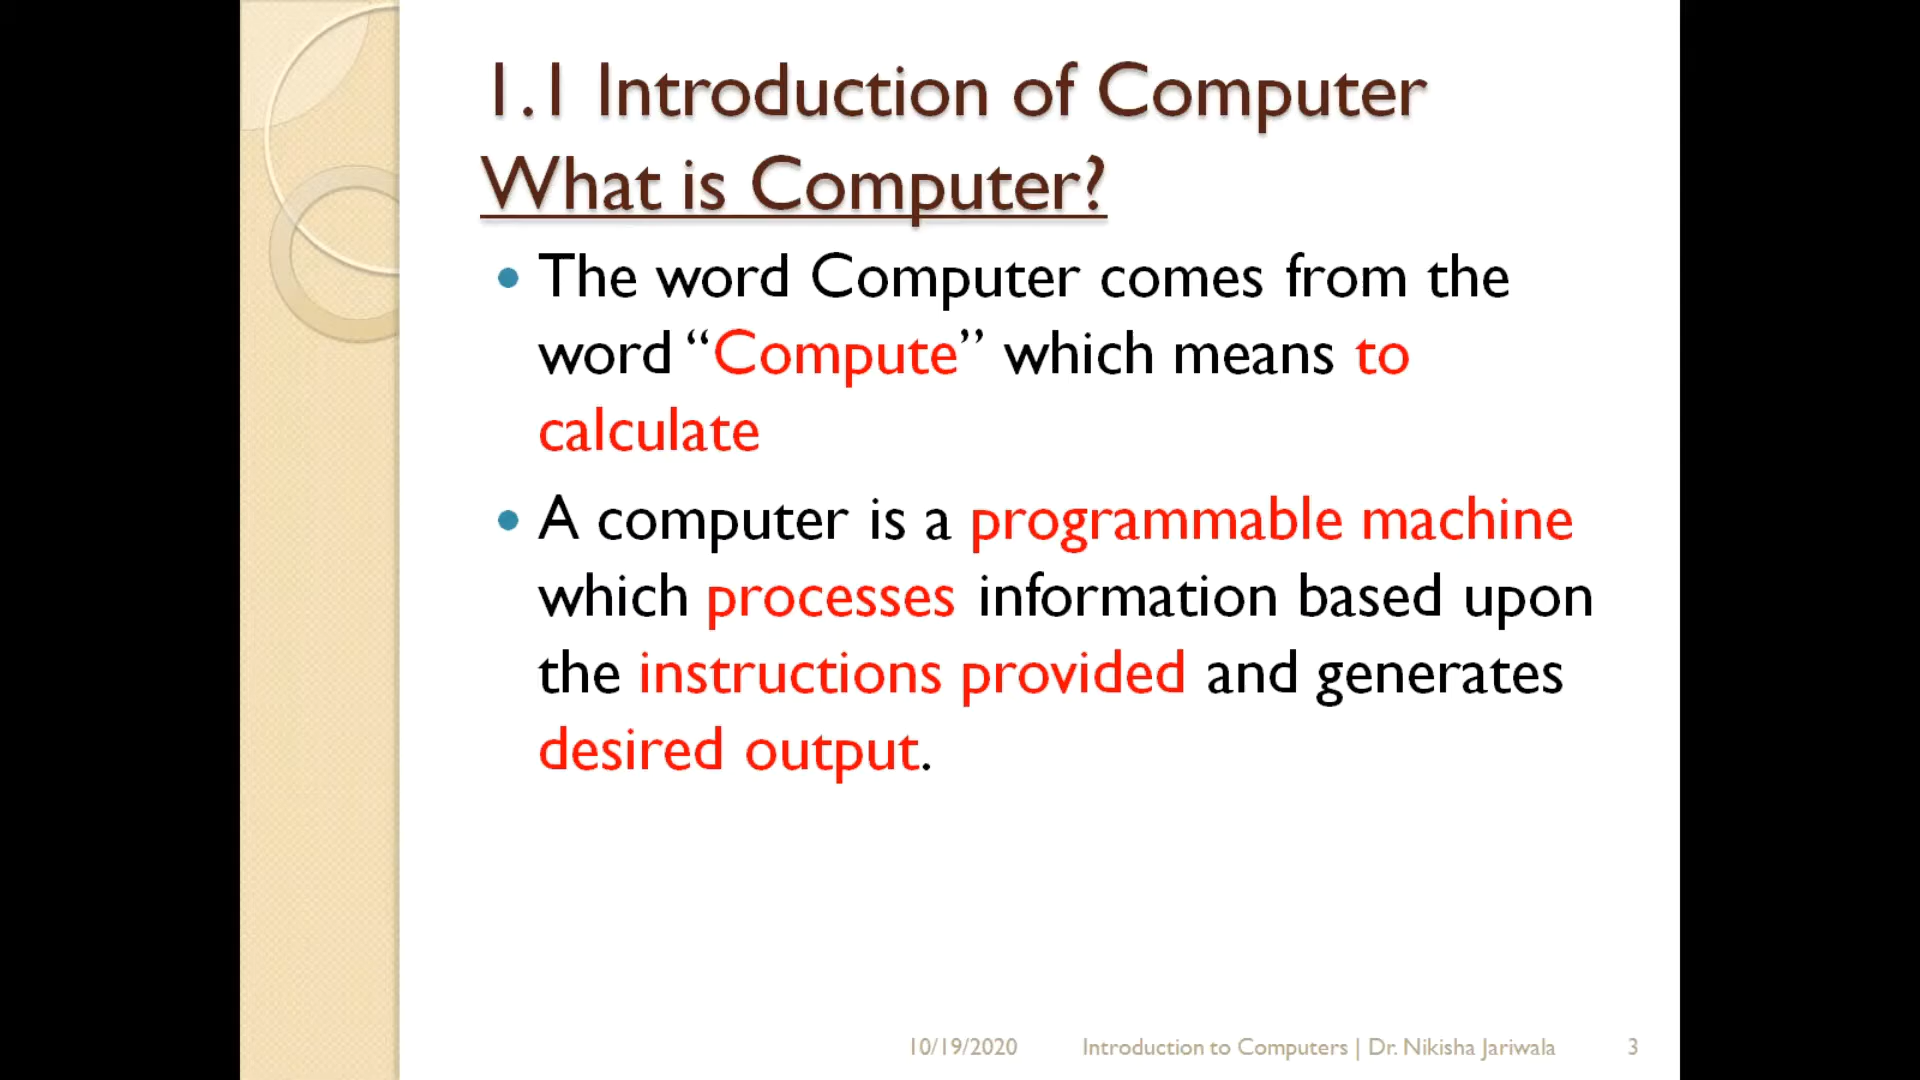 1.1 Introduction of Computer
What is Computer?
• The word Computer comes from the
word “Compute” which means to
calculate
• A computer is a programmable machine
which processes information based upon
the instructions provided and generates
desired output.
10/19/2020 Introduction to Computers | Dr. Nikisha Jariwala 3